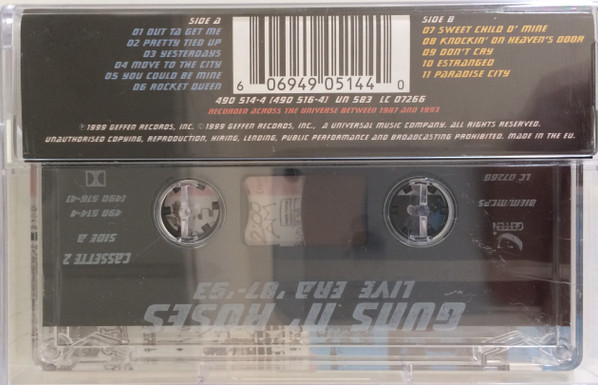 SIDE A
01 OUT TA GET ME
02 PRETTY TIED UP
03 YESTERDAYS
04 MOVE TO THE CITY
05 YOU COULD BE MINE
06 ROCKET QUEEN
6 06949 05144 0
SIDE B
07 SWEET CHILD O' MINE
08 KNOCKIN' ON HEAVEN'S DOOR
09 DON'T CRY
10 ESTRANGED
11 PARADISE CITY
490 514-4 (490 516-4) UN 583 LC 07266
RECORDED ACROSS THE UNIVERSE BETWEEN 1987 AND 1993
℗ 1999 GEFFEN RECORDS, INC. © 1999 GEFFEN RECORDS, INC., A UNIVERSAL MUSIC COMPANY. ALL RIGHTS RESERVED.
UNAUTHORISED COPYING, REPRODUCTION, HIRING, LENDING, PUBLIC PERFORMANCE AND BROADCASTING PROHIBITED. MADE IN THE EU.
GUNS N' ROSES
LIVE ERA '87-'93
CASSETTE 2
SIDE A
490 514-4
GEFFEN
BIEM/MCPS